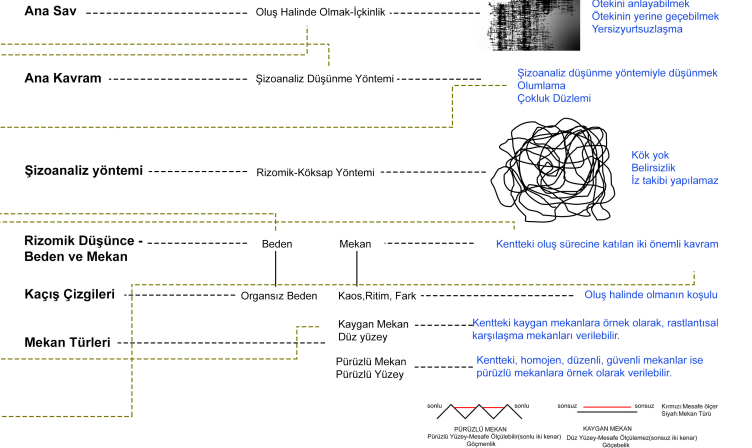 Ötekini anlayabilmek
Ana Sav
Oluş Halinde Olmak-İçkinlik
Ötekinin yerine geçebilmek
Yersizyurtsuzlaşma
Ana Kavram
Şizoanaliz Düşünme Yöntemi
Şizoanaliz düşünme yöntemiyle düşünmek
Olumlama
Çokluk Düzlemi
Şizoanaliz yöntemi
Rizomik-Köksap Yöntemi
Kök yok
Belirsizlik
İz takibi yapılamaz
Rizomik Düşünce -
Beden ve Mekan
Beden
Mekan
Kentteki oluş sürecine katılan iki önemli kavram
Kaçış Çizgileri
Organsız Beden
Kaos,Ritim, Fark
Oluş halinde olmanın koşulu
Mekan Türleri
Kaygan Mekan
Düz yüzey
Kentteki kaygan mekanlara örnek olarak, rastlantısal
karşılaşma mekanları verilebilir.
Pürüzlü Mekan
Pürüzlü Yüzey
Kentteki, homojen, düzenli, güvenli mekanlar ise
pürüzlü mekanlara örnek olarak verilebilir.
sonlu
sonlu
PÜRÜZLÜ MEKAN
Pürüzlü Yüzey-Mesafe Ölçülebilir(sonlu iki kenar)
Göçmenlik
sonsuz
sonsuz
KAYGAN MEKAN
Düz Yüzey-Mesafe Ölçülemez(sonsuz iki kenar)
Göçebelik
Kırmızı:Mesafe ölçer
Siyah:Mekan Türü